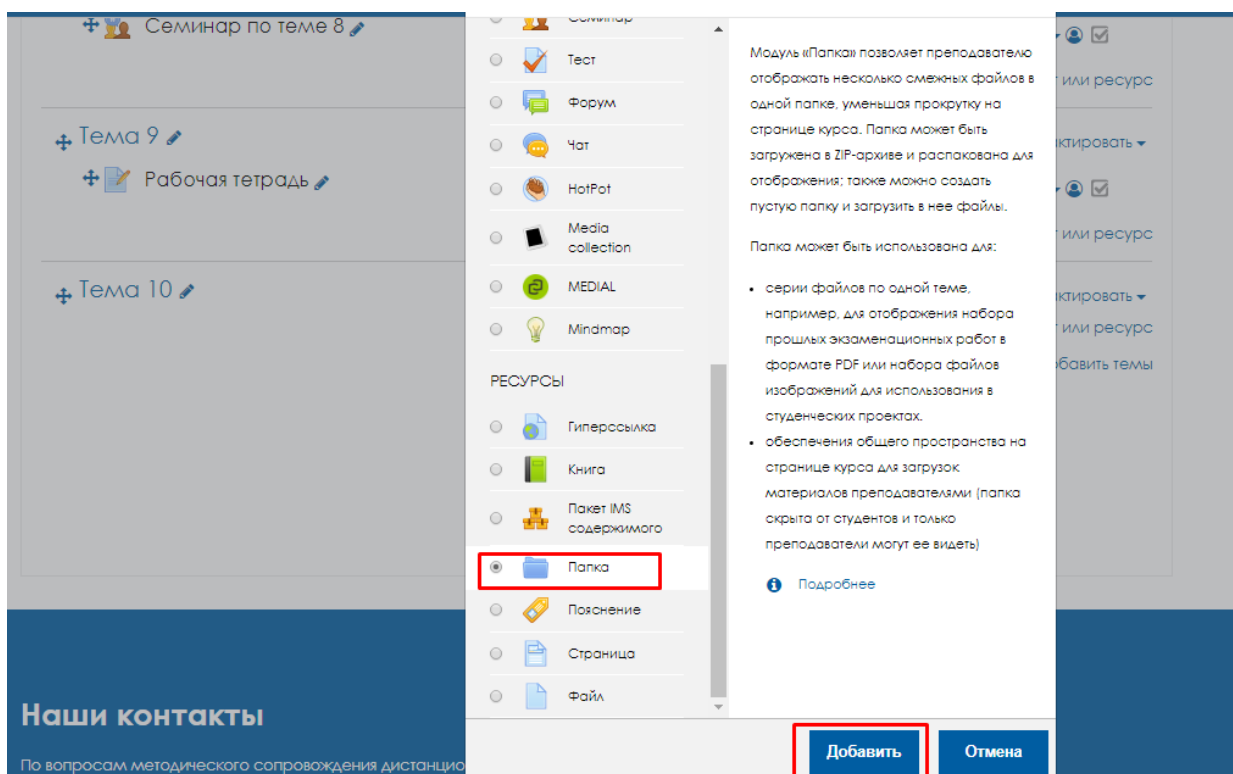 Семинар по теме 8
или ресурс
Тема 9
Рабочая тетрадь
или ресурс
Тема 10
или ресурс
Семинар
Тест
Форум
Чат
HotPot
Media
collection
MEDIAL
Mindmap
РЕСУРСЫ
Гиперссылка
Книга
Пакет IMS
содержимого
Папка
Пояснение
Страница
Файл
Модуль «Папка» позволяет преподавателю
отображать несколько смежных файлов в
одной папке, уменьшая прокрутку на
странице курса. Папка может быть
загружена в ZIP-архиве и распакована для
отображения; также можно создать
пустую папку и загрузить в нее файлы.
Папка может быть использована для:
• серии файлов по одной теме,
например, для отображения набора
прошлых экзаменационных работ в
формате PDF или набора файлов
изображений для использования в
студенческих проектах.
• обеспечения общего пространства на
странице курса для загрузок
материалов преподавателями (папка
скрыта от студентов и только
преподаватели могут ее видеть)
Подробнее
темы
Добавить
Отмена
Наши контакты
По вопросам методического сопровождения дистанцио